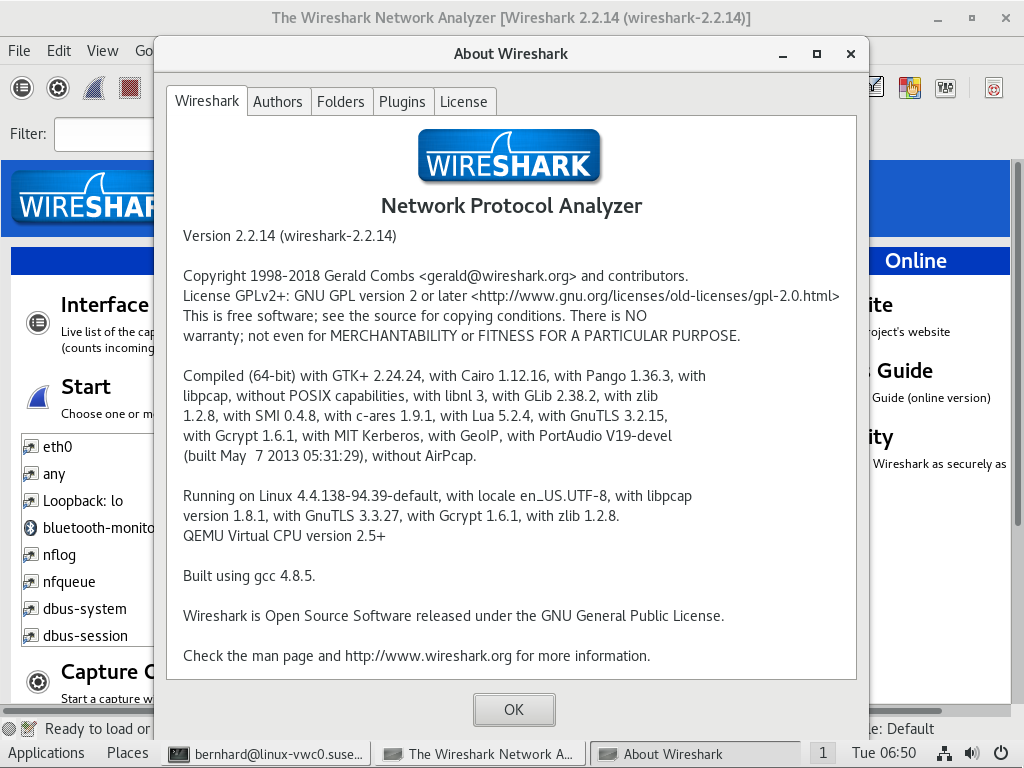 The Wireshark Network Analyzer [Wireshark 2.2.14 (wireshark-2.2.14)]
File Edit View Go
About Wireshark
Filter:
Wireshark Authors Folders Plugins License
WIRESHARK
WIRESHARK
Network Protocol Analyzer
Version 2.2.14 (wireshark-2.2.14)
Copyright 1998-2018 Gerald Combs <gerald@wireshark.org> and contributors.
License GPLv2+: GNU GPL version 2 or later <http://www.gnu.org/licenses/old-licenses/gpl-2.0.html>
This is free software; see the source for copying conditions. There is NO
warranty; not even for MERCHANTABILITY or FITNESS FOR A PARTICULAR PURPOSE.
Compiled (64-bit) with GTK+ 2.24.24, with Cairo 1.12.16, with Pango 1.36.3, with
libpcap, without POSIX capabilities, with libnl 3, with GLib 2.38.2, with zlib
1.2.8, with SMI 0.4.8, with c-ares 1.9.1, with Lua 5.2.4, with GnuTLS 3.2.15,
with Gcrypt 1.6.1, with MIT Kerberos, with GeoIP, with PortAudio V19-devel
(built May  7 2013 05:31:29), without AirPcap.
Running on Linux 4.4.138-94.39-default, with locale en_US.UTF-8, with libpcap
version 1.8.1, with GnuTLS 3.3.27, with Gcrypt 1.6.1, with zlib 1.2.8.
QEMU Virtual CPU version 2.5+
Built using gcc 4.8.5.
Wireshark is Open Source Software released under the GNU General Public License.
Check the man page and http://www.wireshark.org for more information.
OK
Interface
Live list of the cap
(counts incoming
Start
Choose one or m
eth0
any
Loopback: lo
bluetooth-monito
nflog
nfqueue
dbus-system
dbus-session
Capture
Start a capture w
Online
ite
roject's website
Guide
Guide (online version)
ity
Wireshark as securely as
Ready to load or
e: Default
Applications Places bernhard@linux-vwc0.suse... The Wireshark Network A... About Wireshark 1 Tue 06:50